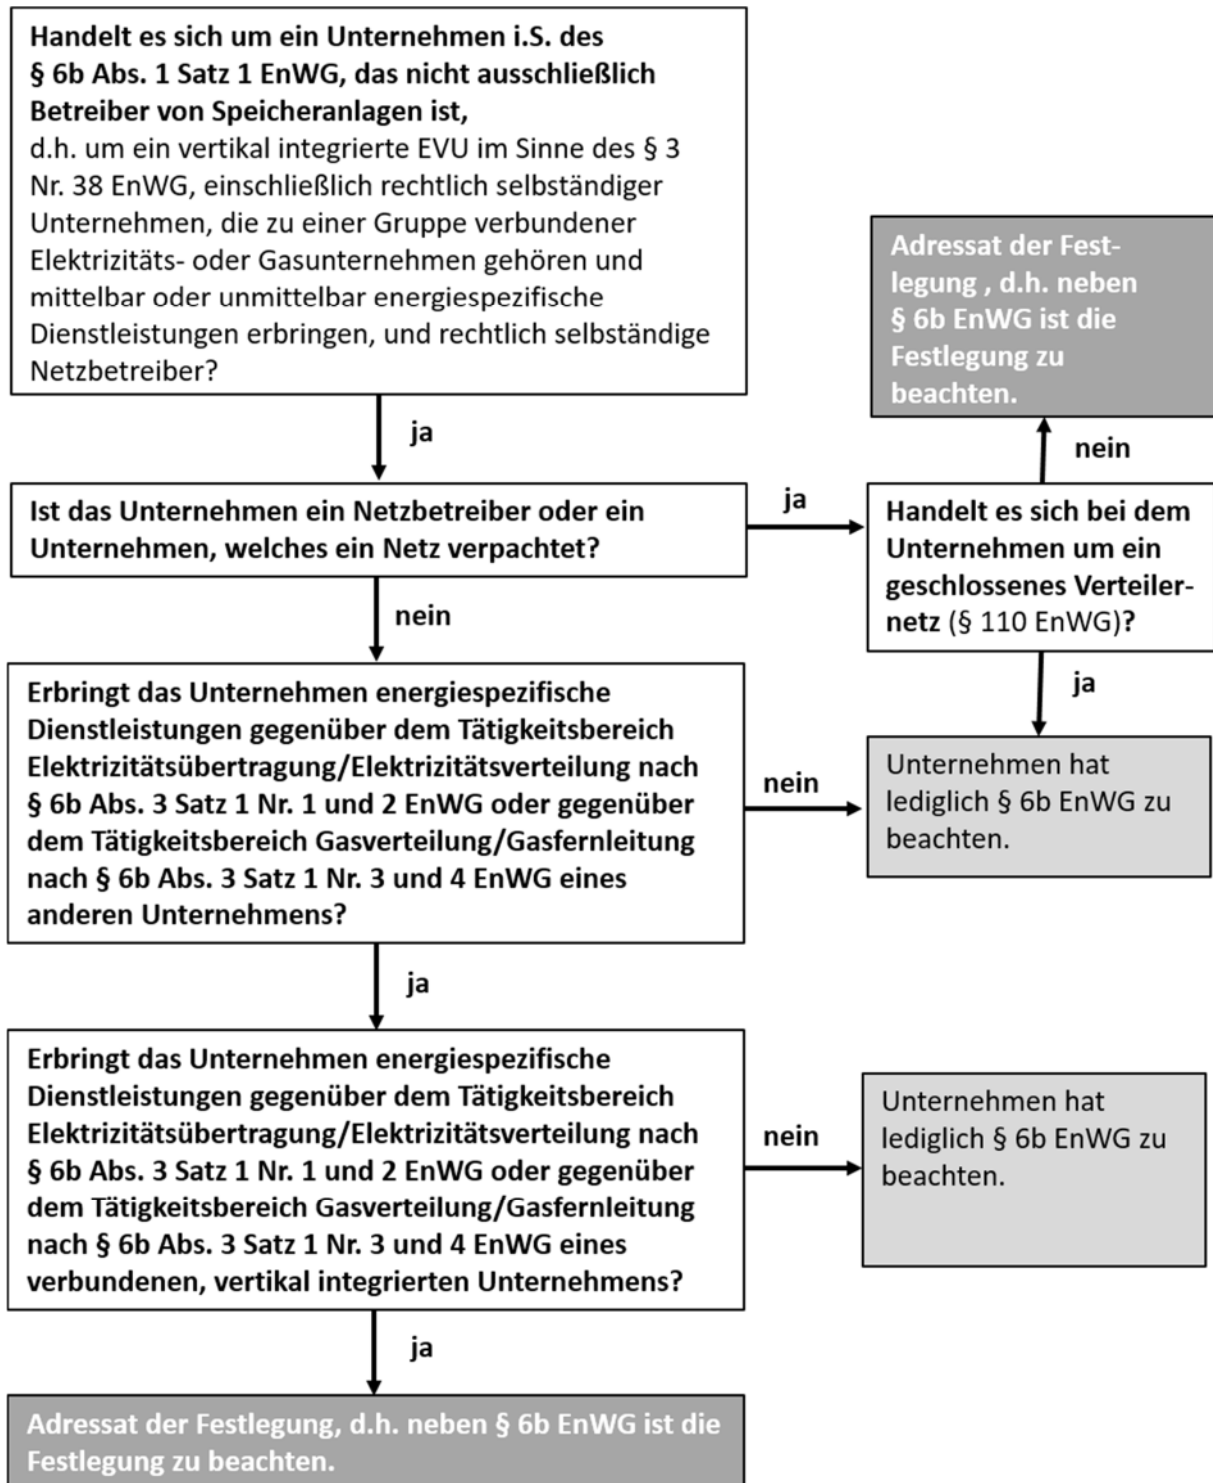 Handelt es sich um ein Unternehmen i.S. des
§ 6b Abs. 1 Satz 1 EnWG, das nicht ausschließlich
Betreiber von Speicheranlagen ist,
d.h. um ein vertikal integrierte EVU im Sinne des § 3
Nr. 38 EnWG, einschließlich rechtlich selbständiger
Unternehmen, die zu einer Gruppe verbundener
Elektrizitäts- oder Gasunternehmen gehören und
mittelbar oder unmittelbar energiespezifische
Dienstleistungen erbringen, und rechtlich selbständige
Netzbetreiber?
Adressat der Fest-
legung , d.h. neben
§ 6b EnWG ist die
Festlegung zu
beachten.
ja
nein
Ist das Unternehmen ein Netzbetreiber oder ein
Unternehmen, welches ein Netz verpachtet?
ja
Handelt es sich bei dem
Unternehmen um ein
geschlossenes Verteiler-
netz (§ 110 EnWG)?
nein
ja
Erbringt das Unternehmen energiespezifische
Dienstleistungen gegenüber dem Tätigkeitsbereich
Elektrizitätsübertragung/Elektrizitätsverteilung nach
§ 6b Abs. 3 Satz 1 Nr. 1 und 2 EnWG oder gegenüber
dem Tätigkeitsbereich Gasverteilung/Gasfernleitung
nach § 6b Abs. 3 Satz 1 Nr. 3 und 4 EnWG eines
anderen Unternehmens?
nein
Unternehmen hat
lediglich § 6b EnWG zu
beachten.
ja
Erbringt das Unternehmen energiespezifische
Dienstleistungen gegenüber dem Tätigkeitsbereich
Elektrizitätsübertragung/Elektrizitätsverteilung nach
§ 6b Abs. 3 Satz 1 Nr. 1 und 2 EnWG oder gegenüber
dem Tätigkeitsbereich Gasverteilung/Gasfernleitung
nach § 6b Abs. 3 Satz 1 Nr. 3 und 4 EnWG eines
verbundenen, vertikal integrierten Unternehmens?
nein
Unternehmen hat
lediglich § 6b EnWG zu
beachten.
ja
Adressat der Festlegung, d.h. neben § 6b EnWG ist die
Festlegung zu beachten.